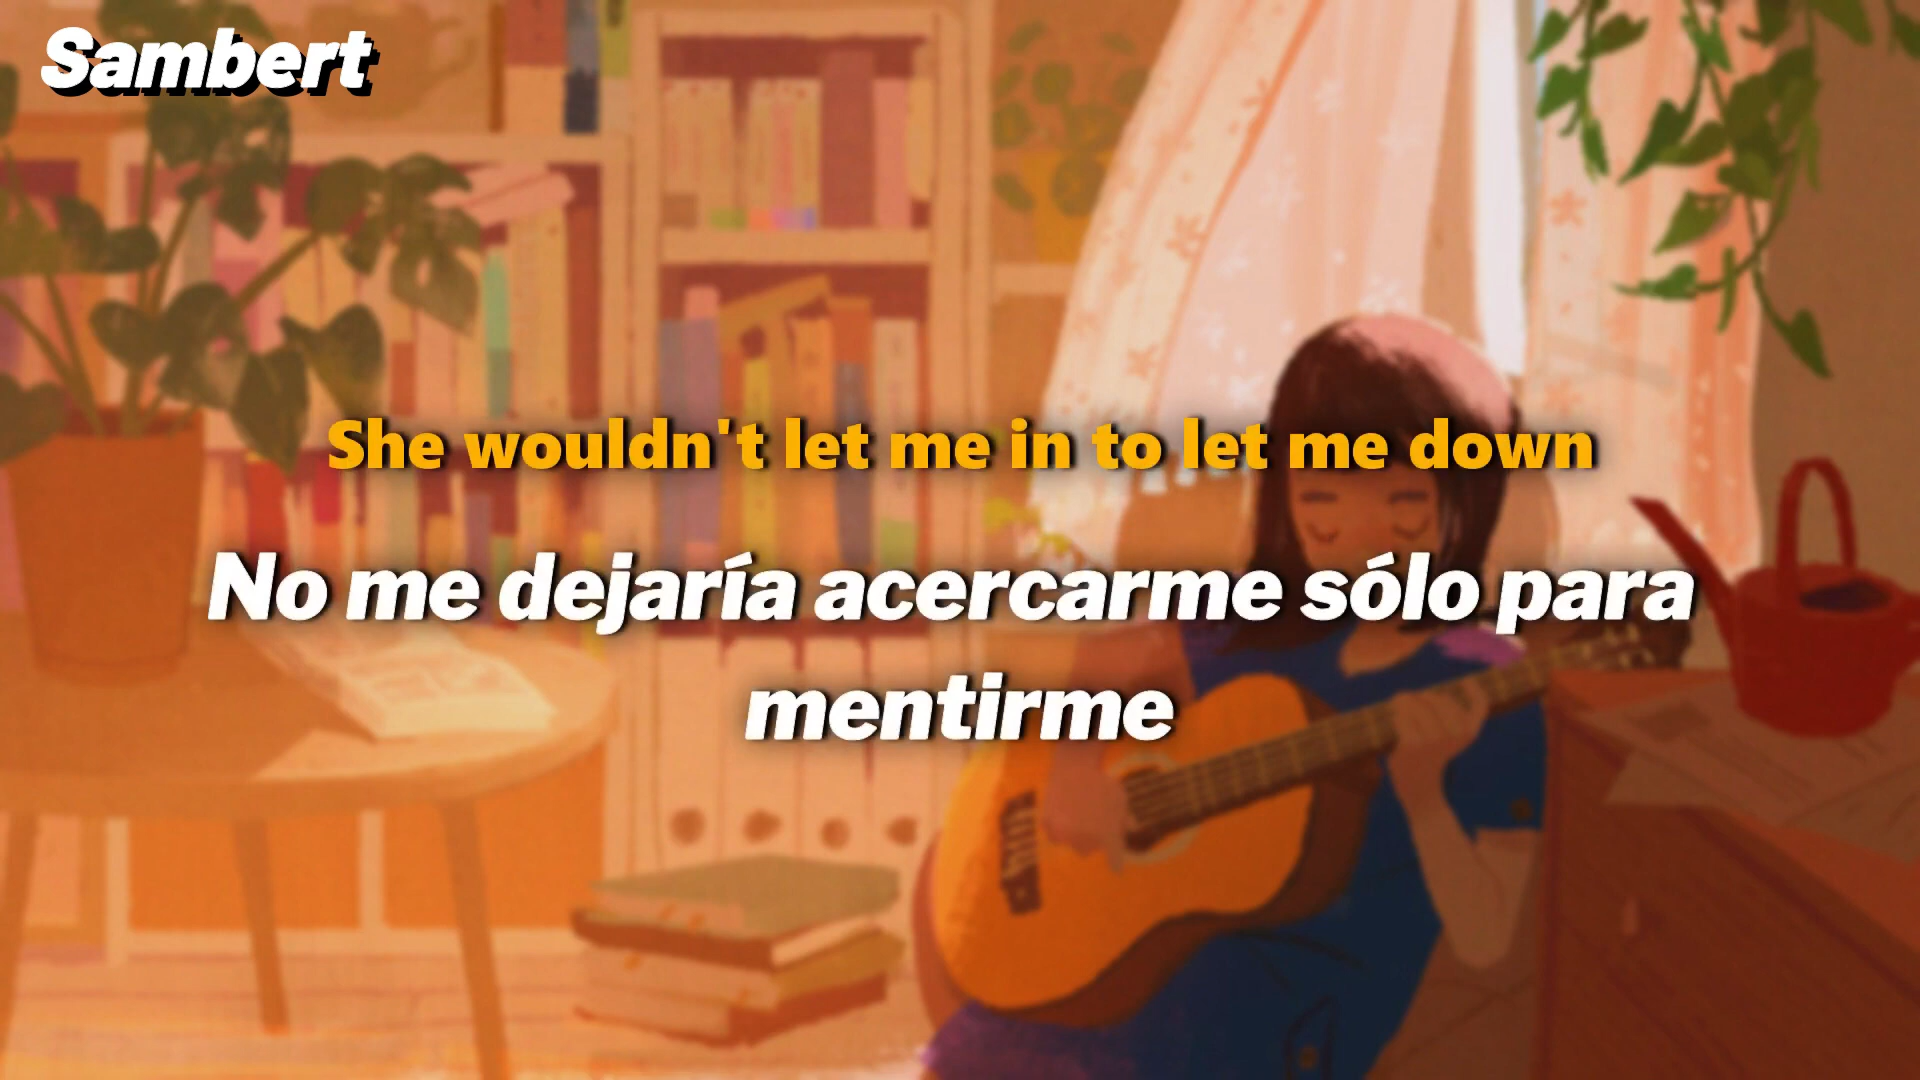 Sambert
She wouldn't let me in to let me down
No me dejaría acercarme sólo para
mentirme